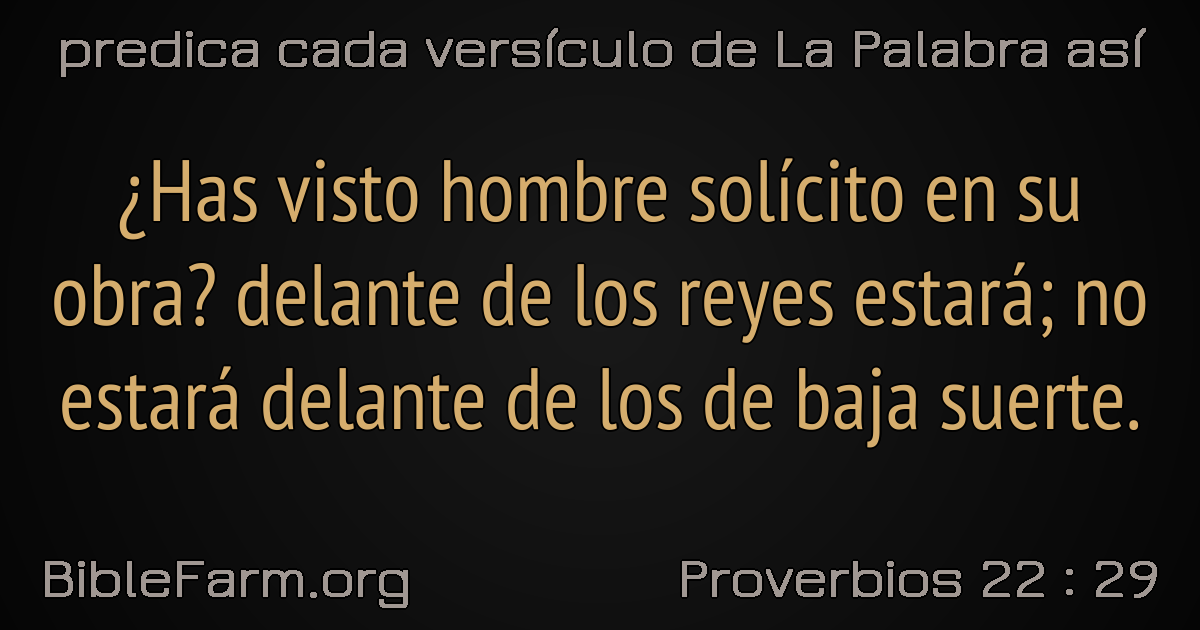 predica cada versículo de La Palabra así
¿Has visto hombre solícito en su
obra? delante de los reyes estará; no
estará delante de los de baja suerte.
BibleFarm.org
Proverbios 22 : 29